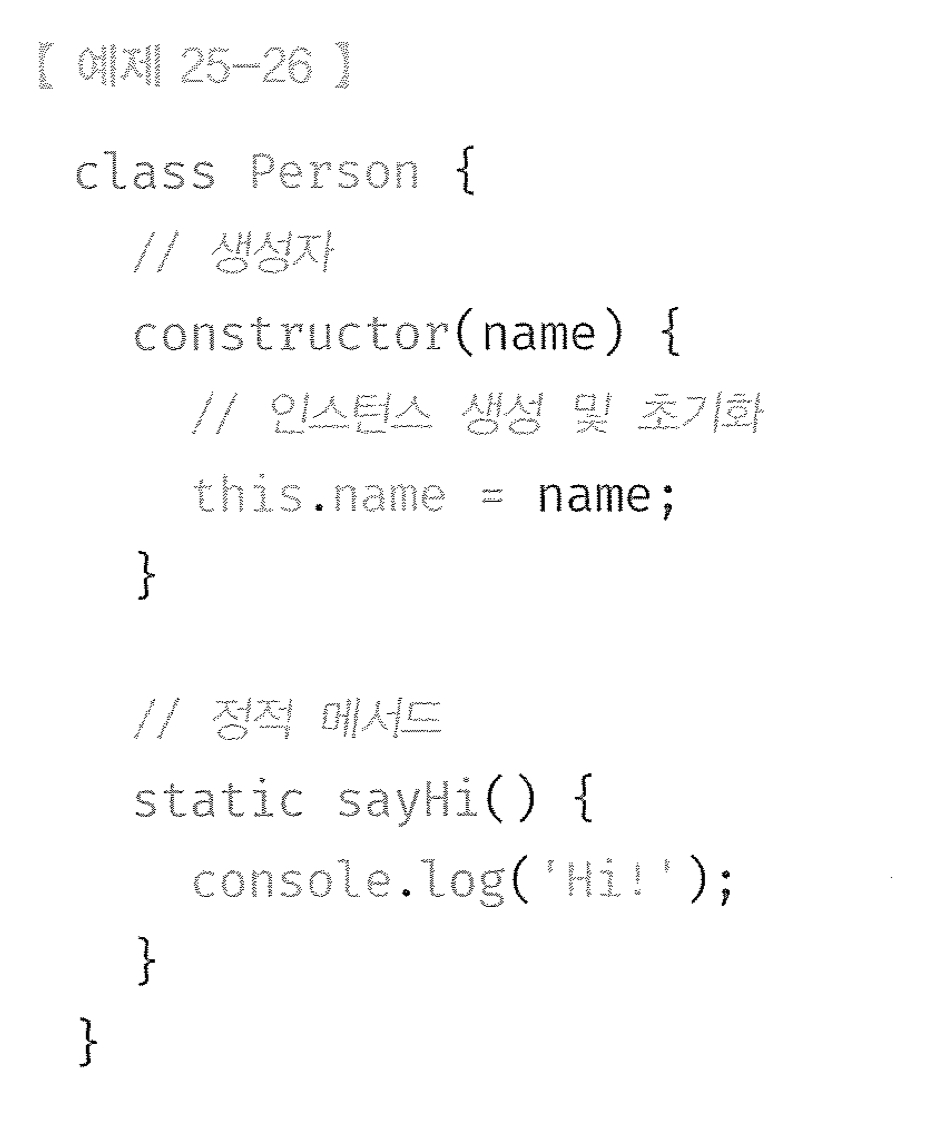 【 예제 25-26 】
class Person {
// 생성자
constructor(name) {
// 인스턴스 생성 및 초기화
this.name = name;
}
// 정적 메서드
static sayHi() {
console.log('Hi!');
}
}